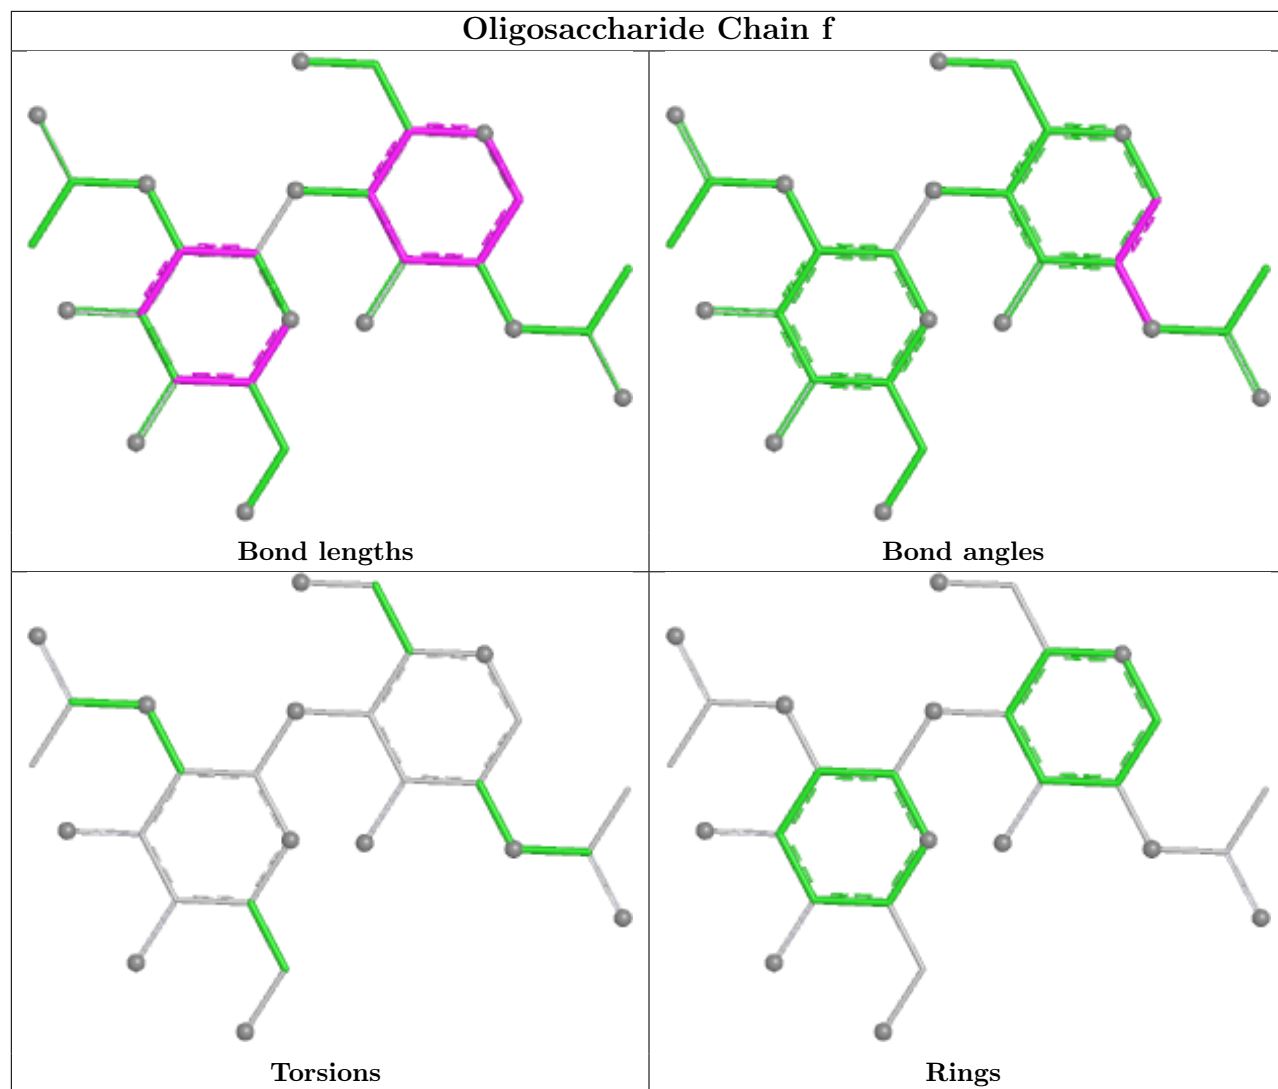 Oligosaccharide Chain f
Bond lengths
Bond angles
Torsions
Rings